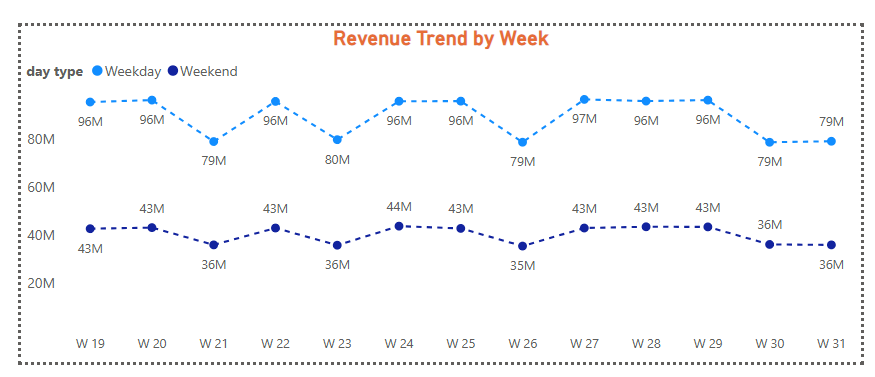 Revenue Trend by Week
day type Weekday Weekend
96M 96M 79M 96M 80M 96M 96M 79M 97M 96M 96M 79M 79M
43M 43M 36M 43M 36M 44M 43M 35M 43M 43M 43M 36M 36M
80M
60M
40M
20M
W 19 W 20 W 21 W 22 W 23 W 24 W 25 W 26 W 27 W 28 W 29 W 30 W 31